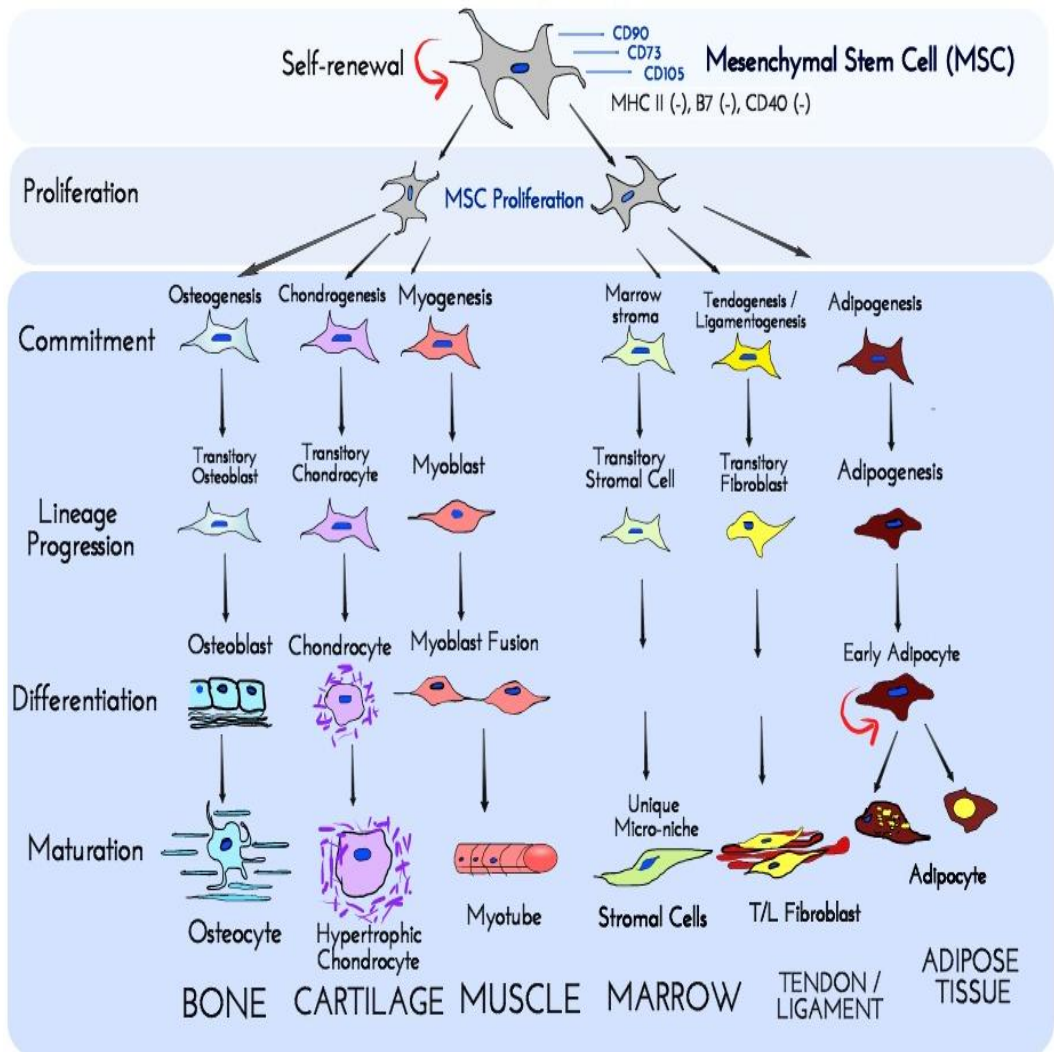 CD90
Self-renewal
CD73
Mesenchymal Stem Cell (MSC)
CD105
MHC II (-), B7 (-), CD40 (-)
Proliferation
MSC Proliferation
Osteogenesis
Chondrogenesis
Myogenesis
Marrow
stroma
Tendogenesis /
Ligamentogenesis
Adipogenesis
Commitment
Transitory
Osteoblast
Transitory
Chondrocyte
Myoblast
Transitory
Stromal Cell
Transitory
Fibroblast
Adipogenesis
Lineage
Progression
Osteoblast
Chondrocyte
Myoblast Fusion
Early Adipocyte
Differentiation
Unique
Micro-niche
Maturation
Osteocyte
Hypertrophic
Chondrocyte
Myotube
Stromal Cells
T/L Fibroblast
Adipocyte
BONE
CARTILAGE
MUSCLE
MARROW
TENDON /
LIGAMENT
ADIPOSE
TISSUE